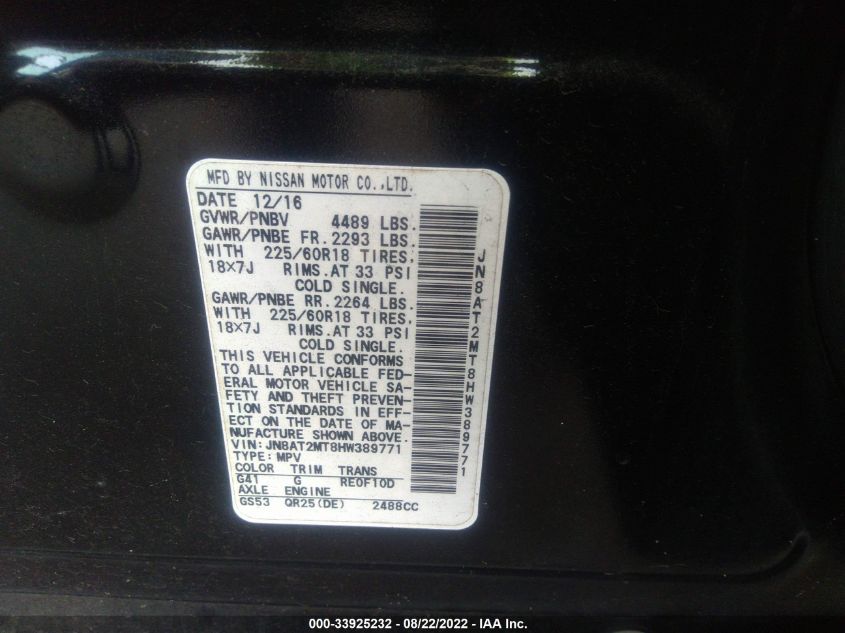 MFD BY NISSAN MOTOR CO.,LTD.
DATE 12/16
GVWR/PNBV 4489 LBS.
GAWR/PNBE FR. 2293 LBS.
WITH 225/60R18 TIRES,
18X7J RIMS.AT 33 PSI
COLD SINGLE.
GAWR/PNBE RR. 2264 LBS.
WITH 225/60R18 TIRES,
18X7J RIMS.AT 33 PSI
COLD SINGLE.
THIS VEHICLE CONFORMS
TO ALL APPLICABLE FED-
ERAL MOTOR VEHICLE SA-
FETY AND THEFT PREVEN-
TION STANDARDS IN EFF-
ECT ON THE DATE OF MA-
NUFACTURE SHOWN ABOVE.
VIN: JN8AT2MT8HW389771
TYPE: MPV
COLOR TRIM TRANS
G41 G RE0F10D
AXLE ENGINE
GS53 QR25(DE) 2488CC
JN8AT2MT8HW389771
000-33925232 - 08/22/2022 - IAA Inc.